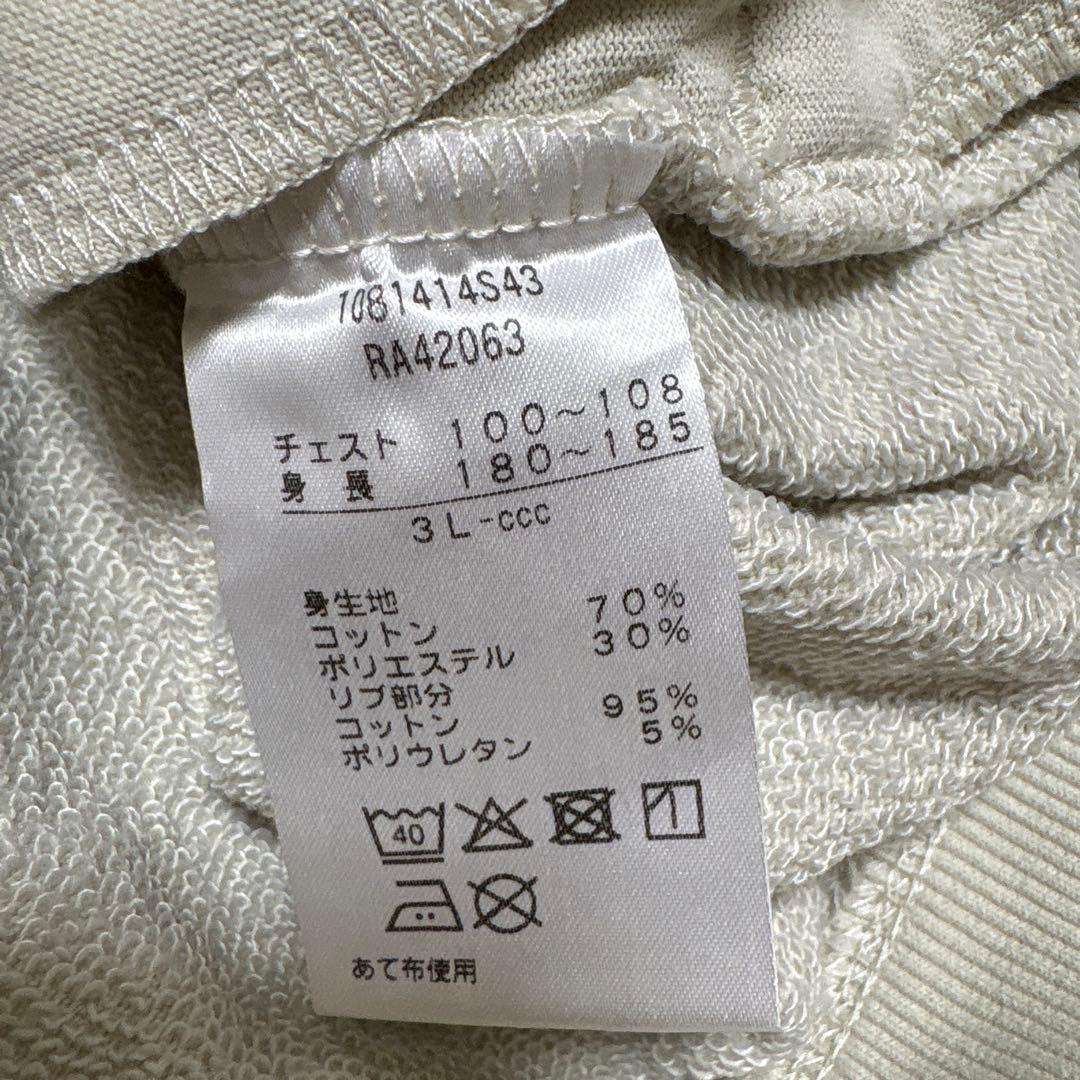 1081414S43
RA42063
チェスト 100～108
身長 180～185
3L-ccc
身生地
コットン 70%
ポリエステル 30%
リブ部分
コットン 95%
ポリウレタン 5%
40
あて布使用